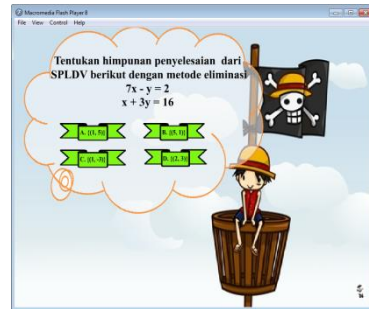 Macromedia Flash Player 8
File View Control Help
Tentukan himpunan penyelesaian dari
SPLDV berikut dengan metode eliminasi
7x - y = 2
x + 3y = 16
A. {(1, 5)}
B. {(5, 1)}
C. {(1, -3)}
D. {(2, 3)}